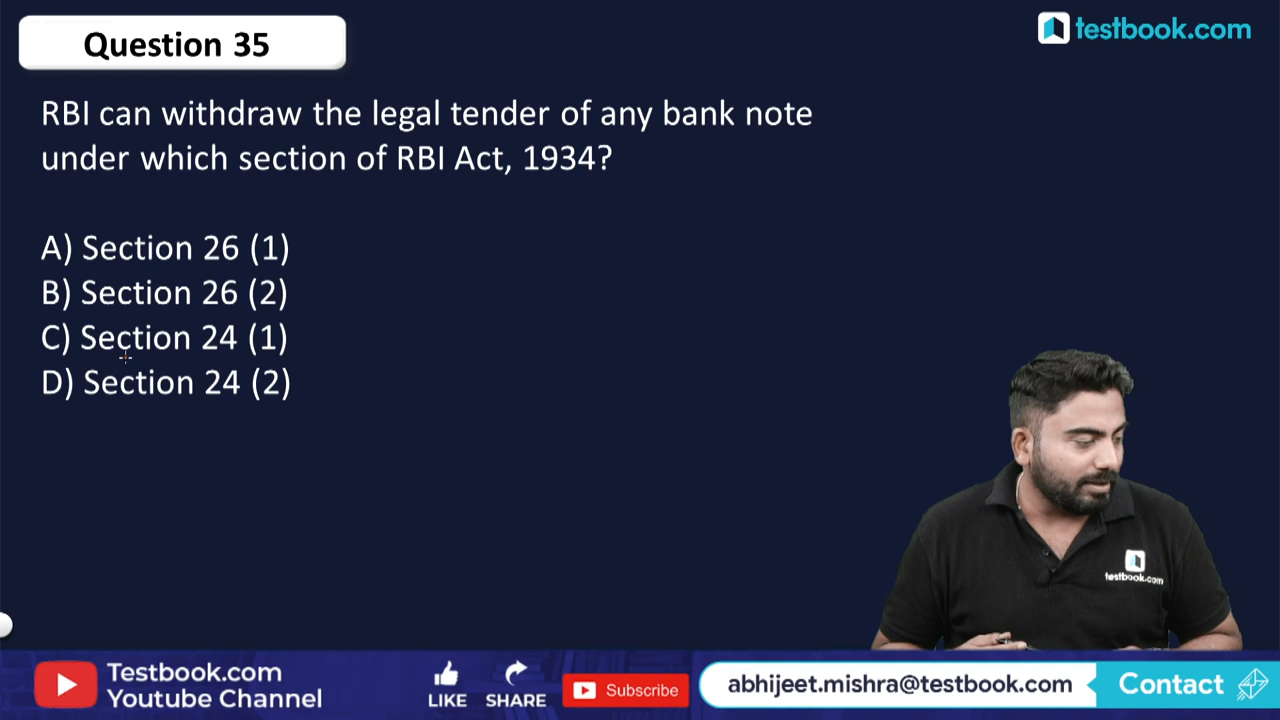 Question 35
testbook.com
RBI can withdraw the legal tender of any bank note
under which section of RBI Act, 1934?
A) Section 26 (1)
B) Section 26 (2)
C) Section 24 (1)
D) Section 24 (2)
testbook.com
Testbook.com
Youtube Channel
LIKE
SHARE
Subscribe
abhijeet.mishra@testbook.com
Contact